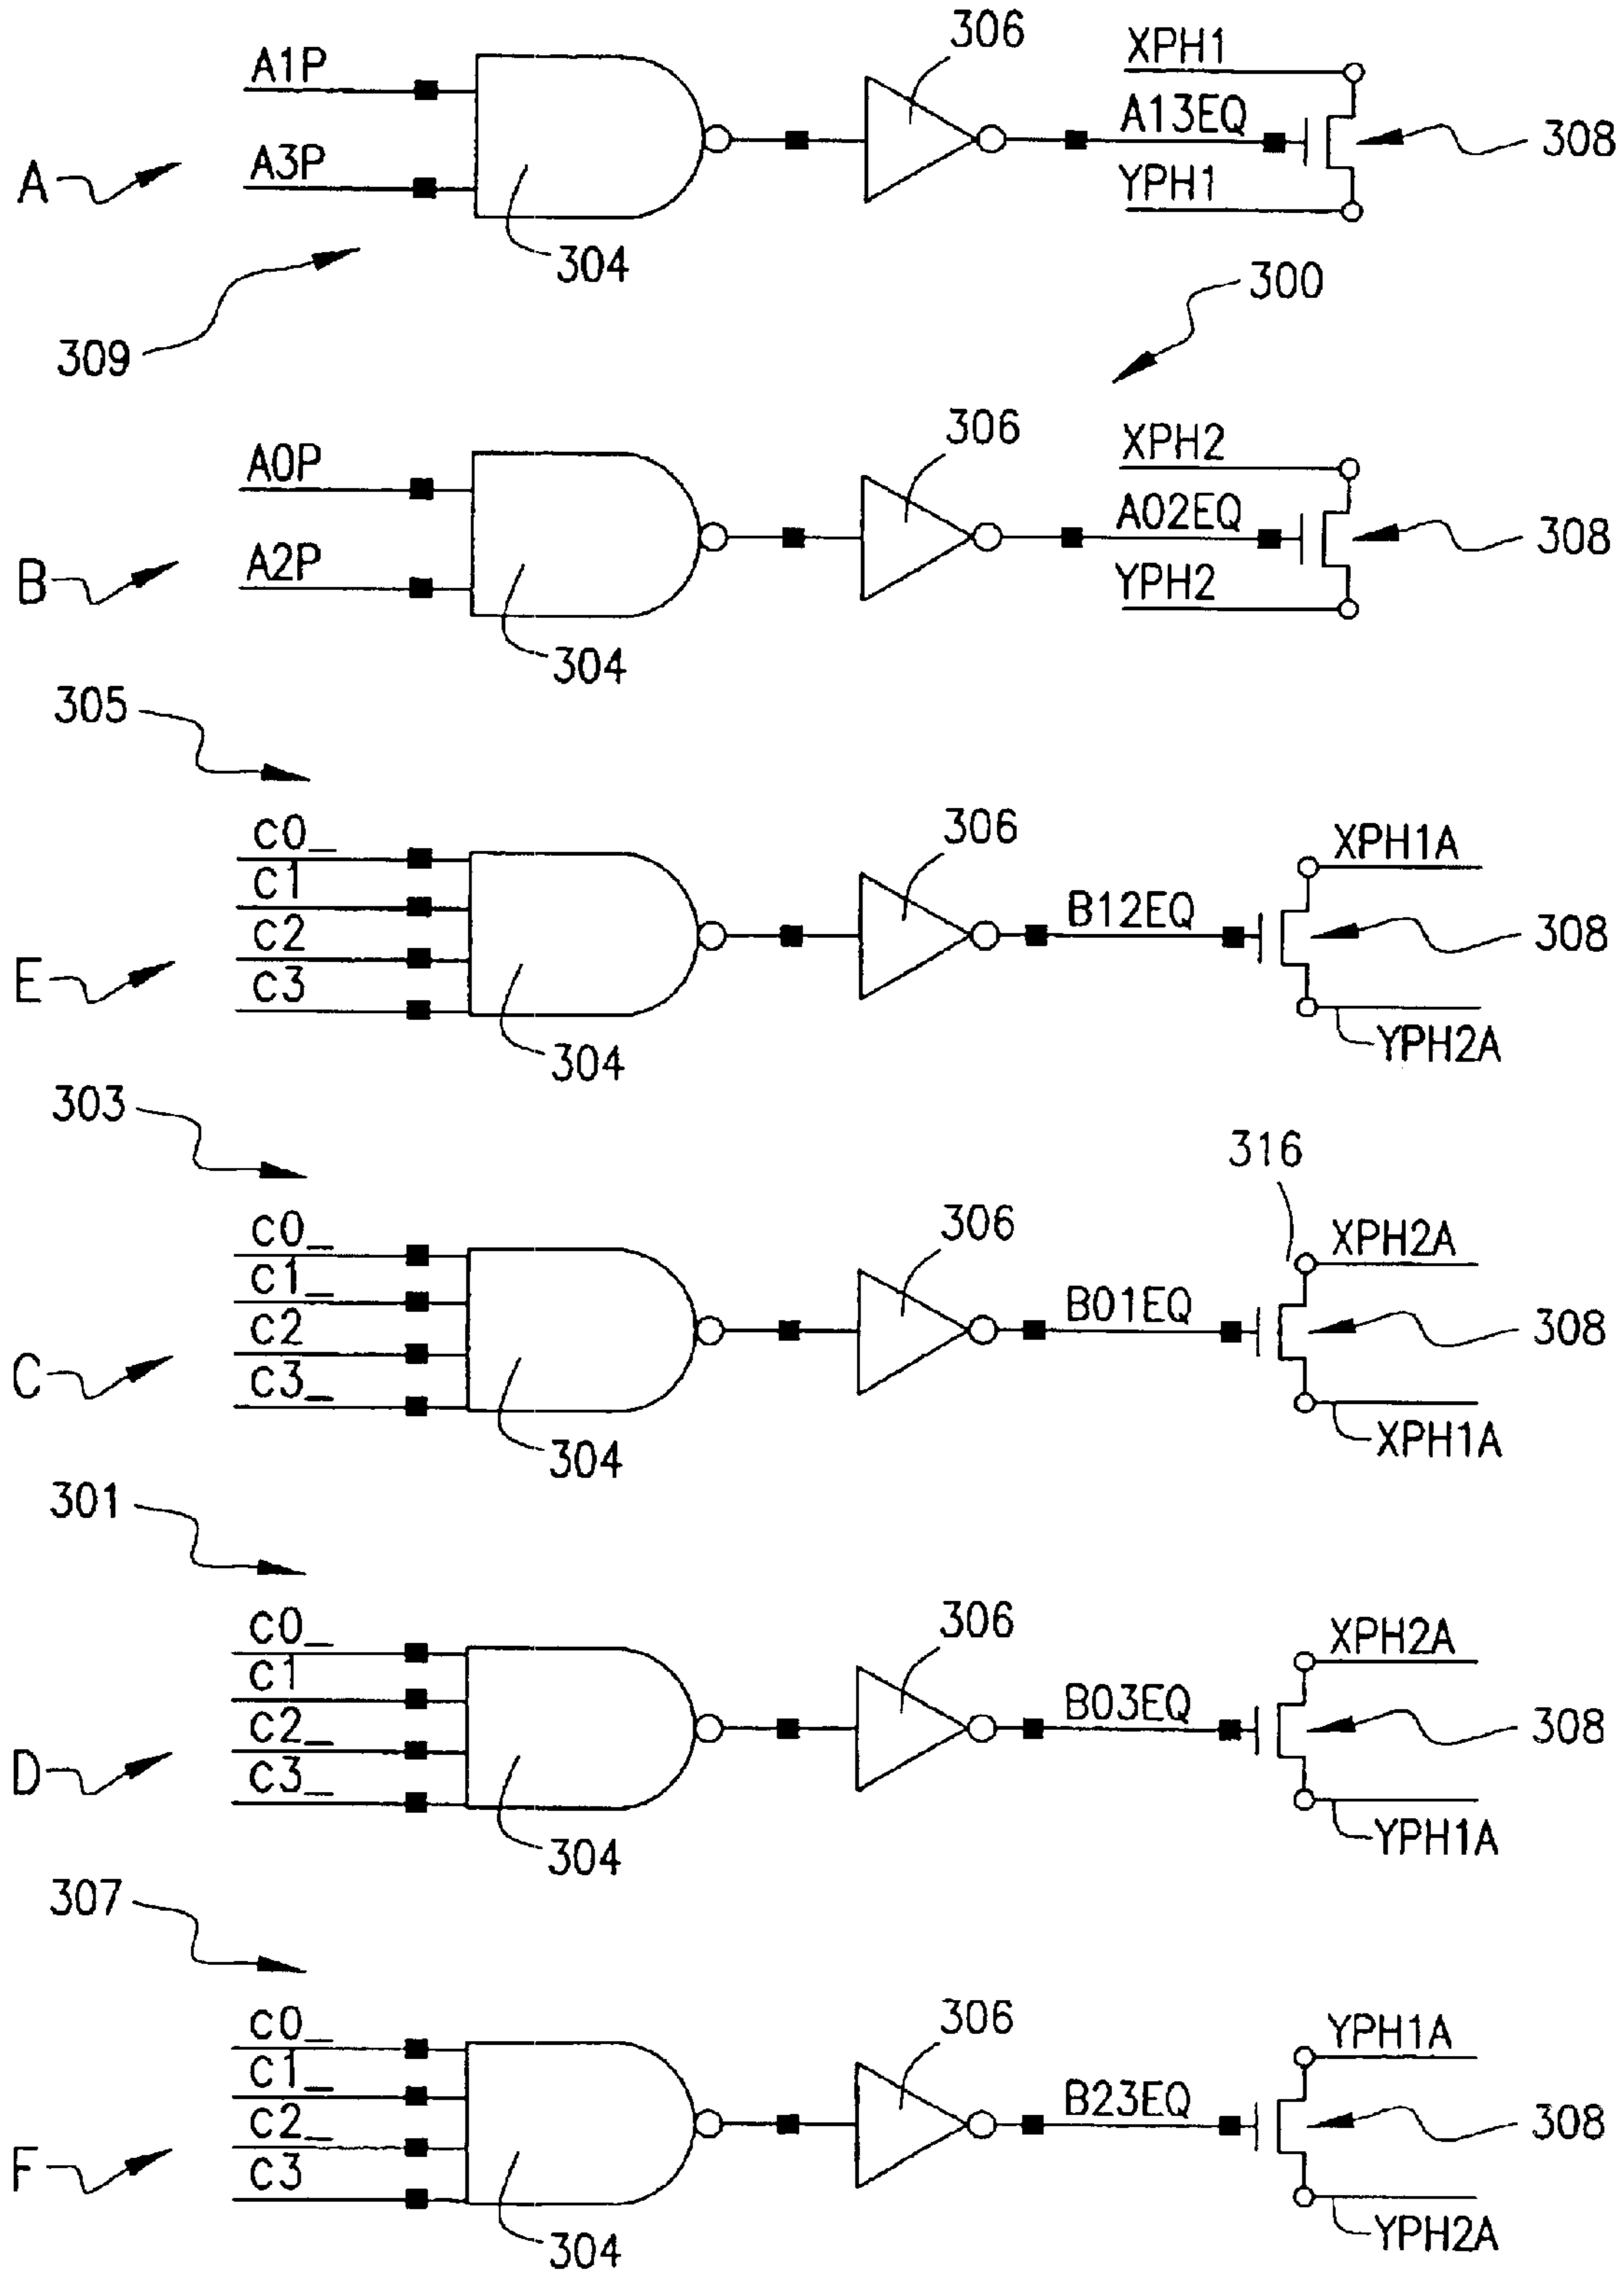 306
XPH1
A1P
A13EQ
308
A3P
YPH1
A
304
300
309
306
XPH2
A0P
A02EQ
308
A2P
YPH2
B
304
305
306
C0_
XPH1A
C1
B12EQ
308
C2
E
C3
YPH2A
304
303
316
306
C0_
XPH2A
C1_
B01EQ
308
C2
C
C3_
XPH1A
304
301
306
C0_
XPH2A
C1
B03EQ
308
C2_
D
C3_
YPH1A
304
307
306
C0_
YPH1A
C1_
B23EQ
308
C2_
F
C3
YPH2A
304